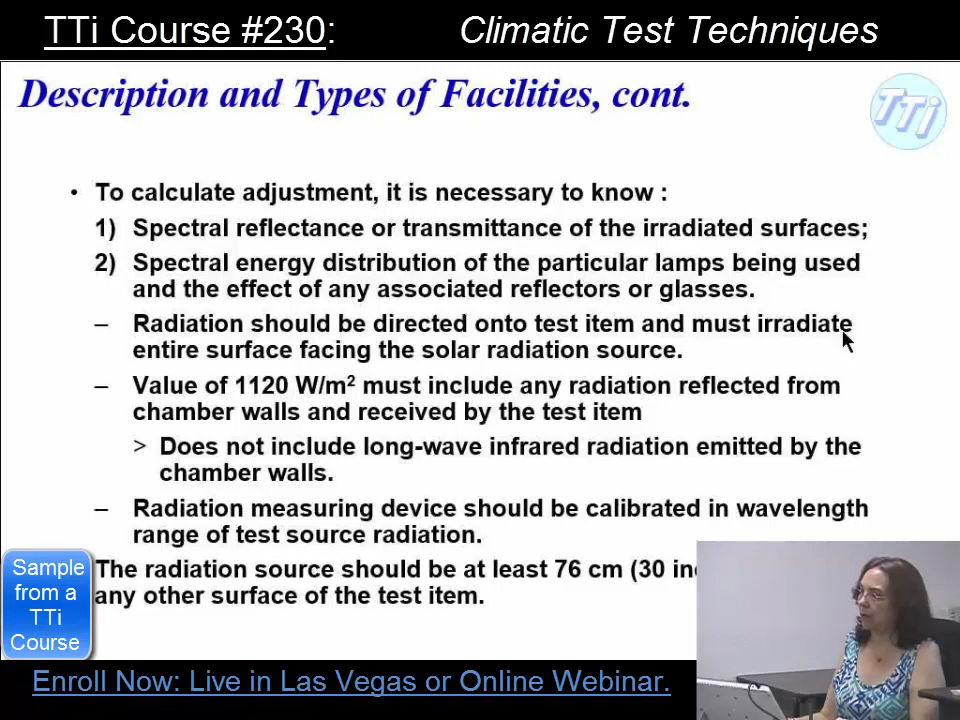 TTi Course #230: Climatic Test Techniques
Description and Types of Facilities, cont.
TTi
• To calculate adjustment, it is necessary to know :
1) Spectral reflectance or transmittance of the irradiated surfaces;
2) Spectral energy distribution of the particular lamps being used
and the effect of any associated reflectors or glasses.
– Radiation should be directed onto test item and must irradiate
entire surface facing the solar radiation source.
– Value of 1120 W/m² must include any radiation reflected from
chamber walls and received by the test item
> Does not include long-wave infrared radiation emitted by the
chamber walls.
– Radiation measuring device should be calibrated in wavelength
range of test source radiation.
The radiation source should be at least 76 cm (30
any other surface of the test item.
Sample
from a
TTi
Course
Enroll Now: Live in Las Vegas or Online Webinar.